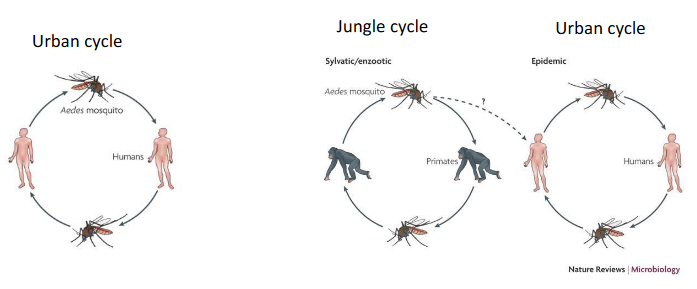 Urban cycle
Aedes mosquito
Humans
Jungle cycle
Sylvatic/enzootic
Aedes mosquito
?
Primates
Urban cycle
Epidemic
Humans
Nature Reviews | Microbiology